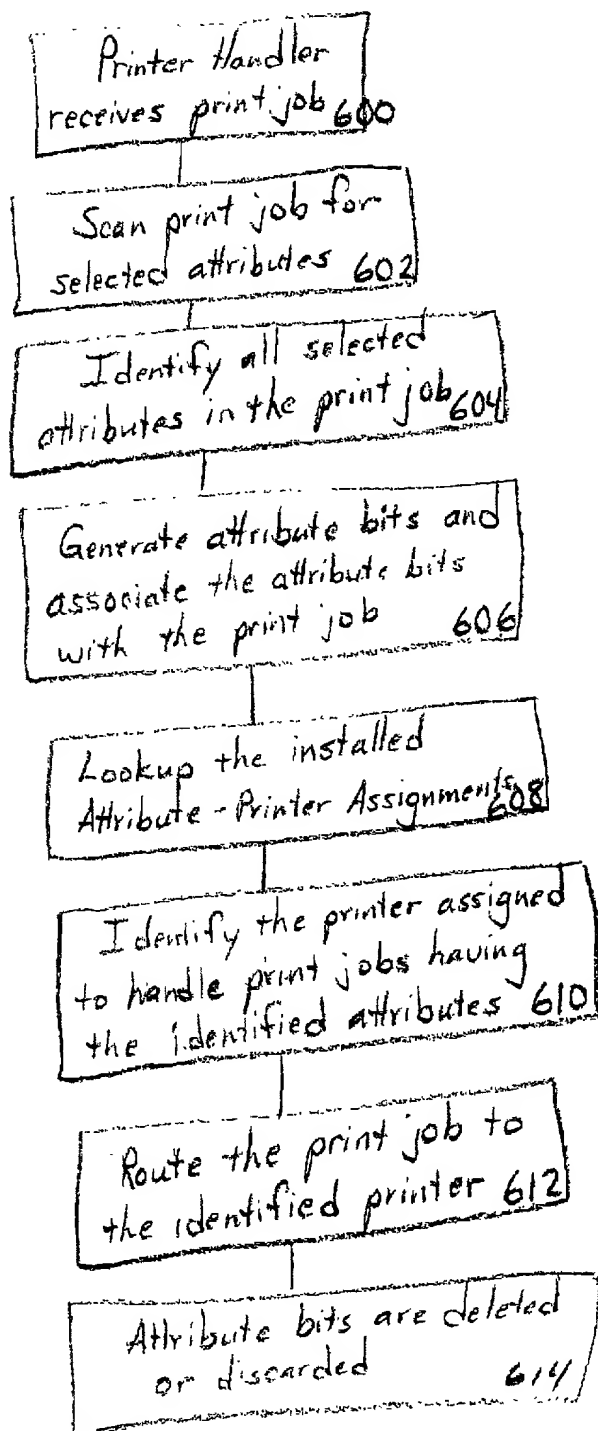 Printer Handler
receives print job 600
Scan print job for
selected attributes 602
Identify all selected
attributes in the print job 604
Generate attribute bits and
associate the attribute bits
with the print job 606
Lookup the installed
Attribute-Printer Assignments 608
Identify the printer assigned
to handle print jobs having
the identified attributes 610
Route the print job to
the identified printer 612
Attribute bits are deleted
or discarded 614